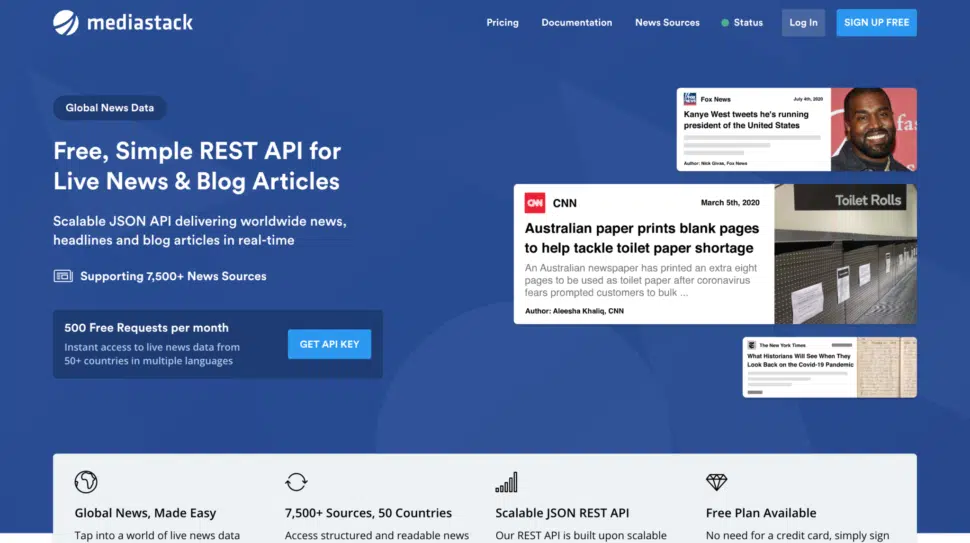 mediastack
Pricing
Documentation
News Sources
Status
Log In
SIGN UP FREE
Global News Data
Free, Simple REST API for
Live News & Blog Articles
Scalable JSON API delivering worldwide news,
headlines and blog articles in real-time
Supporting 7,500+ News Sources
500 Free Requests per month
Instant access to live news data from
50+ countries in multiple languages
GET API KEY
Fox News
July 4th, 2020
Kanye West tweets he's running
president of the United States
Author: Nick Givas, Fox News
fas
CNN
CNN
March 5th, 2020
Australian paper prints blank pages
to help tackle toilet paper shortage
An Australian newspaper has printed an extra eight
pages to be used as toilet paper after coronavirus
fears prompted customers to bulk ...
Author: Aleesha Khaliq, CNN
Toilet Rolls
The New York Times
What Historians Will See When They
Look Back on the Covid-19 Pandemic
Global News, Made Easy
Tap into a world of live news data
7,500+ Sources, 50 Countries
Access structured and readable news
Scalable JSON REST API
Our REST API is built upon scalable
Free Plan Available
No need for a credit card, simply sign